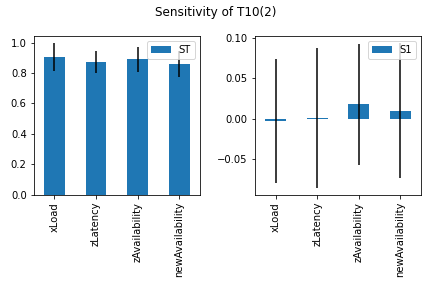 Sensitivity of T10(2)
1.0
0.8
0.6
0.4
0.2
0.0
ST
xLoad
zLatency
zAvailability
newAvailability
0.10
0.05
0.00
−0.05
S1
xLoad
zLatency
zAvailability
newAvailability